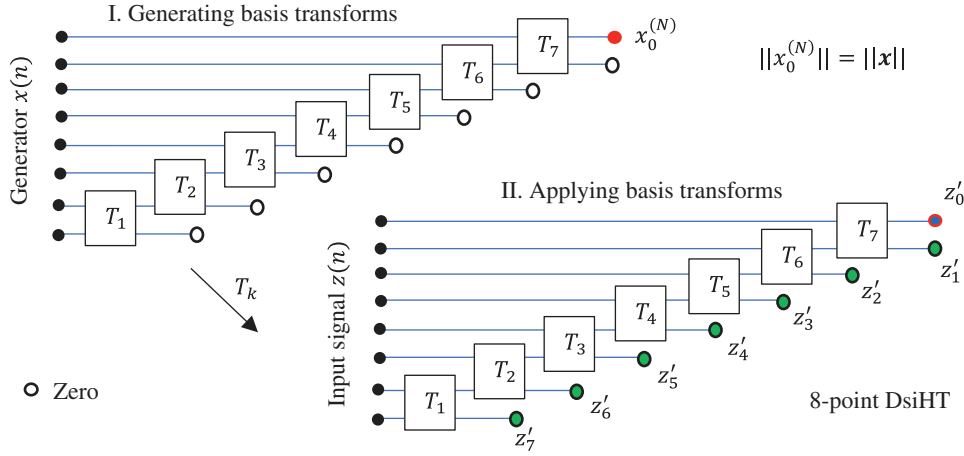 I. Generating basis transforms
Generator x(n)
T₇
x₀⁽ᴺ⁾
T₆
||x₀⁽ᴺ⁾|| = ||x||
T₅
T₄
T₃
T₂
T₁
Tₖ
Zero
II. Applying basis transforms
Input signal z(n)
z′₀
T₇
T₆
z′₁
T₅
z′₂
T₄
z′₃
T₃
z′₄
T₂
z′₅
T₁
z′₆
8-point DsiHT
z′₇